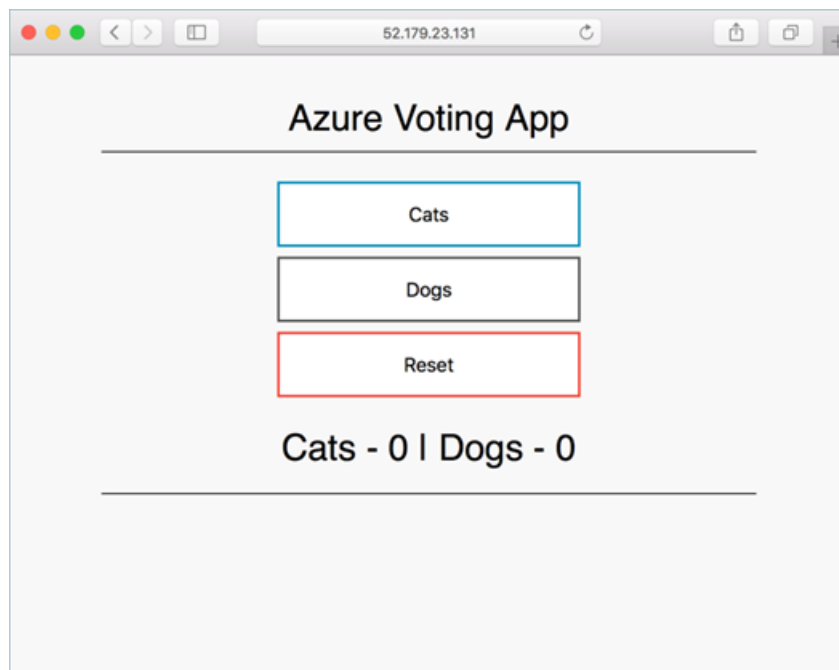 52.179.23.131
Azure Voting App
Cats
Dogs
Reset
Cats - 0 | Dogs - 0